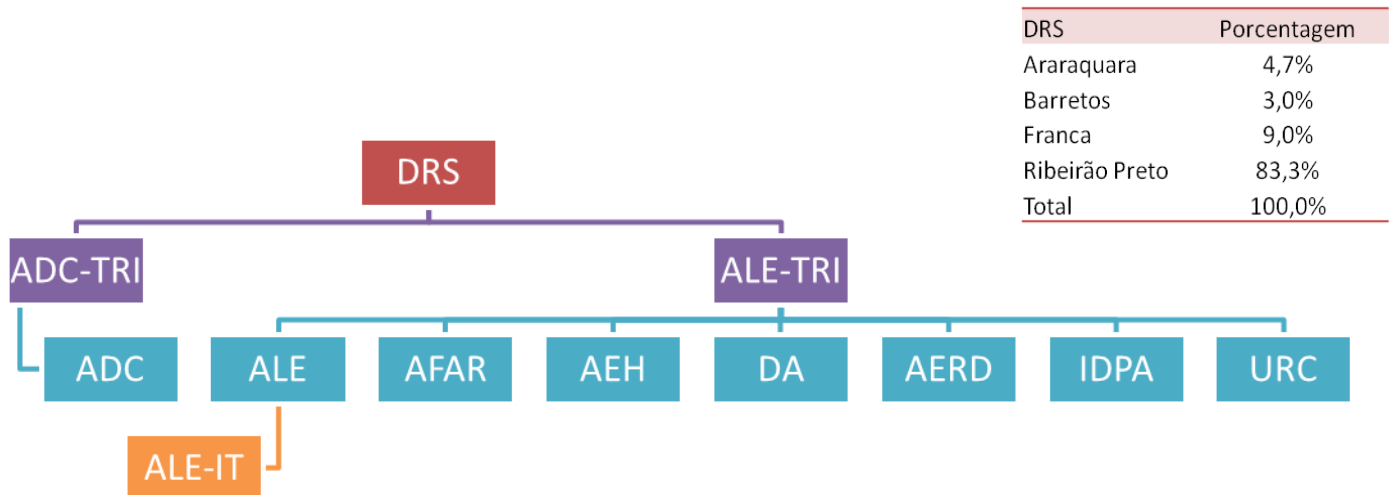 DRS Porcentagem
Araraquara 4,7%
Barretos 3,0%
Franca 9,0%
Ribeirão Preto 83,3%
Total 100,0%
DRS
ADC-TRI ALE-TRI
ADC ALE AFAR AEH DA AERD IDPA URC
ALE-IT